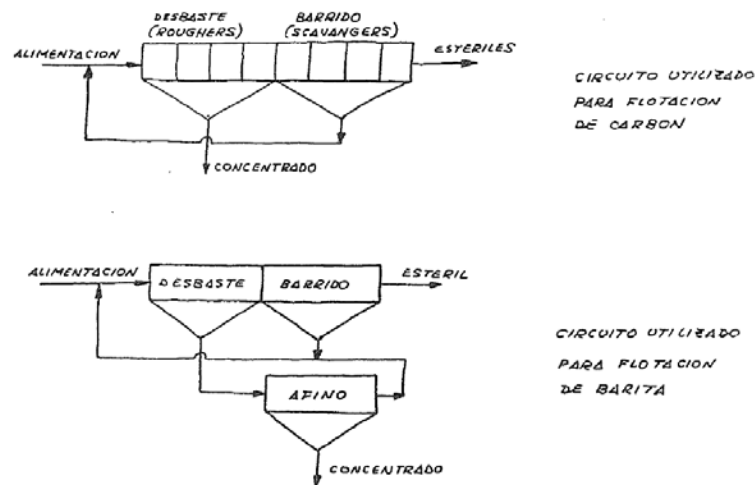 DESBASTE
(ROUGHERS)
BARRIDO
(SCAVANGERS)
ALIMENTACION
ESTERILES
CONCENTRADO
CIRCUITO UTILIZADO
PARA FLOTACION
DE CARBON
ALIMENTACION
DESBASTE
BARRIDO
ESTERIL
AFINO
CONCENTRADO
CIRCUITO UTILIZADO
PARA FLOTACION
DE BARITA